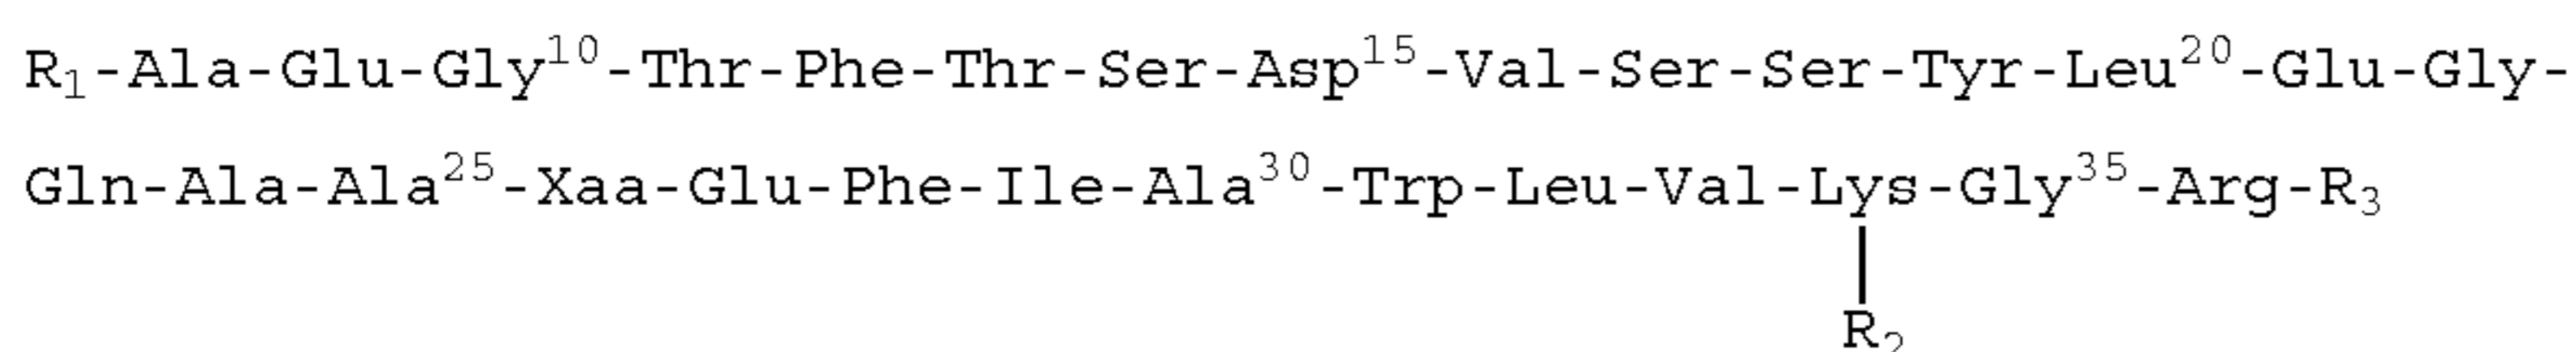 R₁-Ala-Glu-Gly¹⁰-Thr-Phe-Thr-Ser-Asp¹⁵-Val-Ser-Ser-Tyr-Leu²⁰-Glu-Gly-
Gln-Ala-Ala²⁵-Xaa-Glu-Phe-Ile-Ala³⁰-Trp-Leu-Val-Lys-Gly³⁵-Arg-R₃
R₂